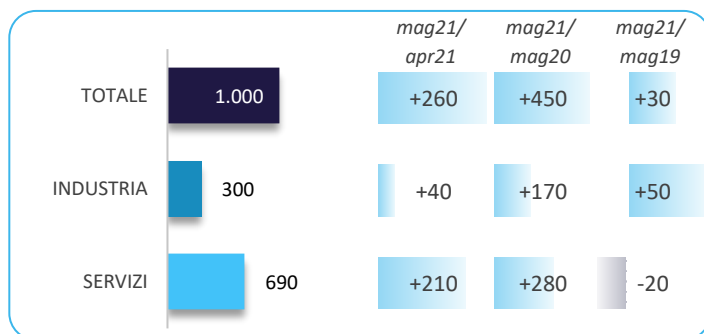 mag21/ mag21/ mag21/
apr21 mag20 mag19
TOTALE 1.000 +260 +450 +30
INDUSTRIA 300 +40 +170 +50
SERVIZI 690 +210 +280 -20